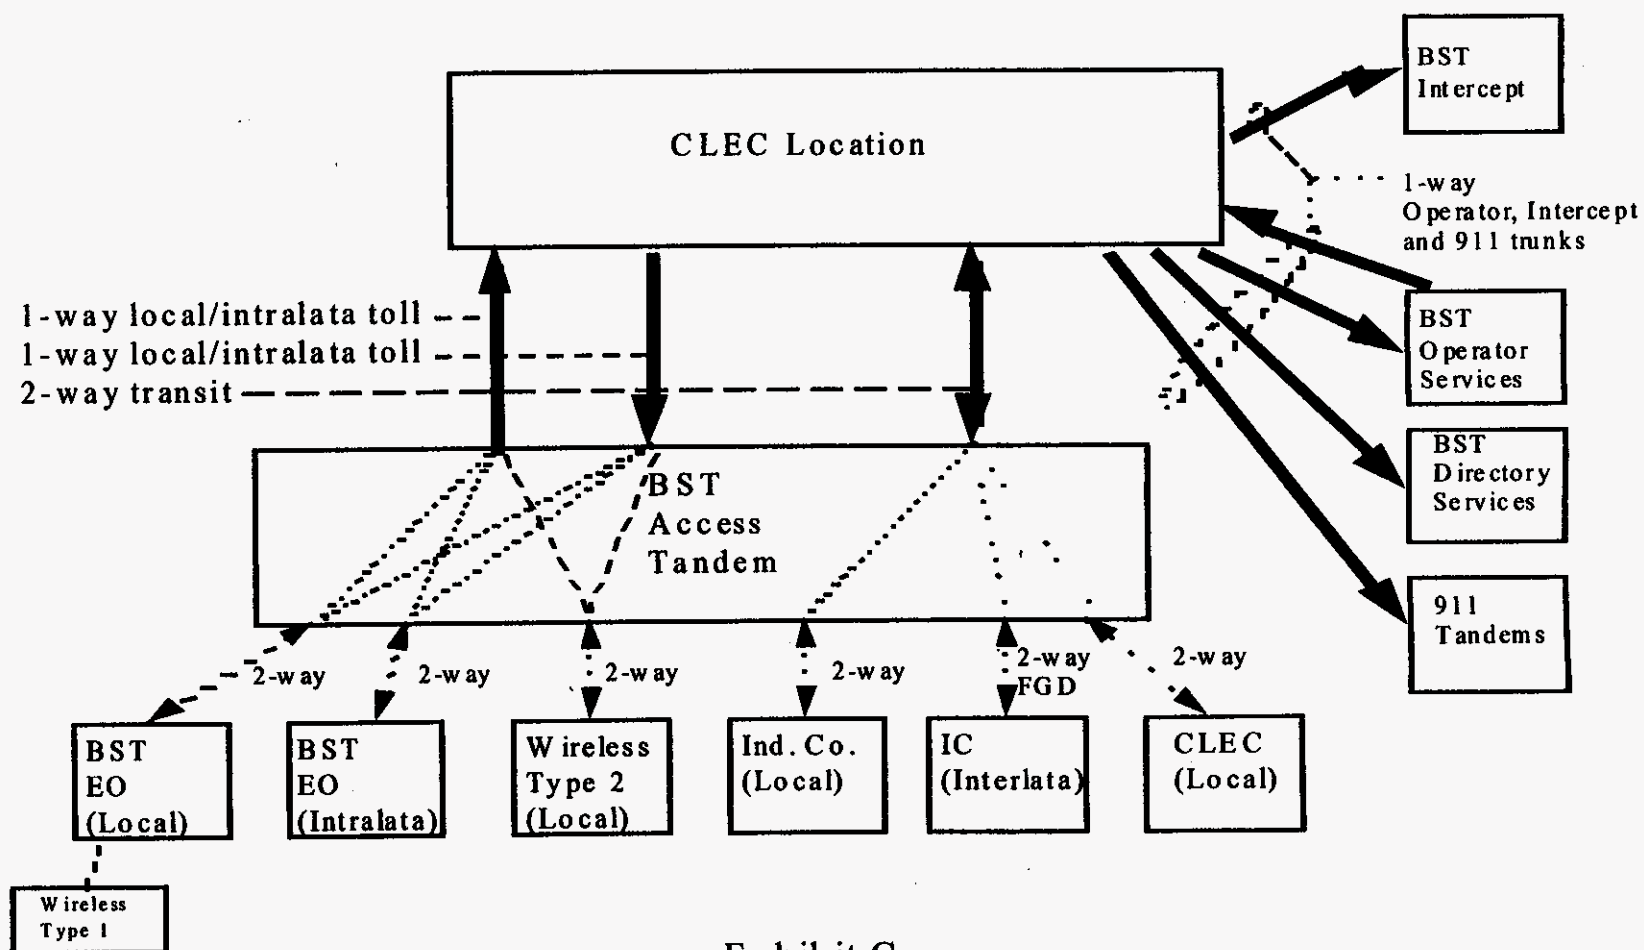 BST
Intercept
CLEC Location
1-way
Operator, Intercept
and 911 trunks
1-way local/intralata toll
1-way local/intralata toll
2-way transit
BST
Operator
Services
BST
Directory
Services
BST
Access
Tandem
911
Tandems
2-way
2-way
2-way
2-way
2-way
FGD
2-way
BST
EO
(Local)
BST
EO
(Intralata)
Wireless
Type 2
(Local)
Ind. Co.
(Local)
IC
(Interlata)
CLEC
(Local)
Wireless
Type 1
Exhibit C